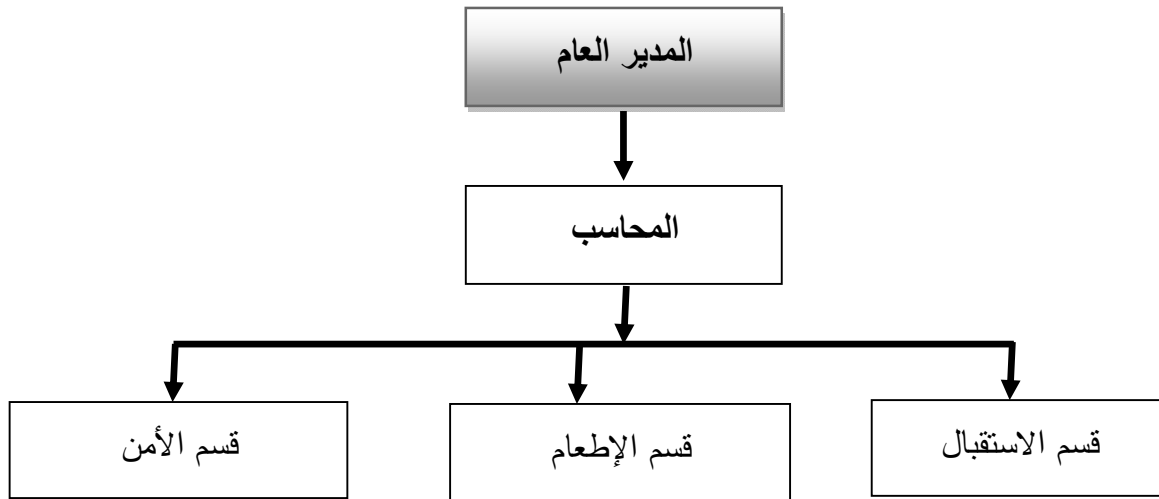 المدير العام
المحاسب
قسم الاستقبال
قسم الإطعام
قسم الأمن